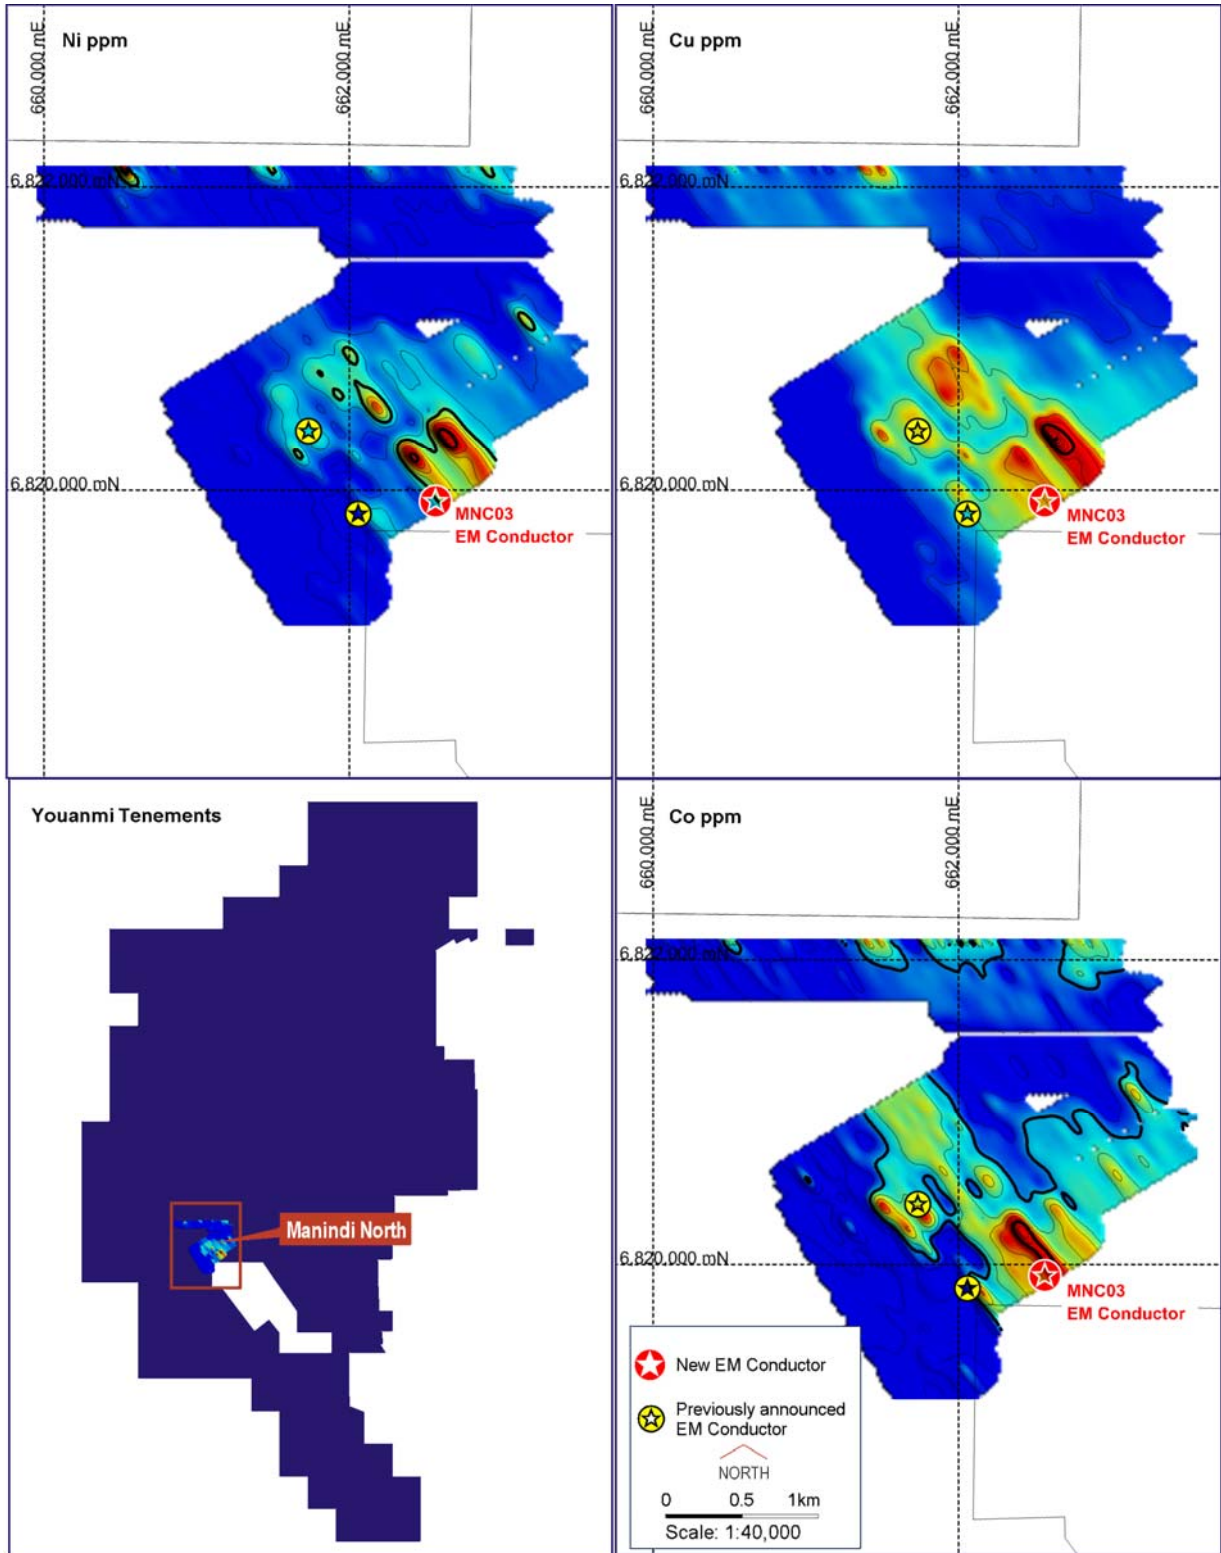 Ni ppm
660,000 mE
662,000 mE
6,822,000 mN
6,820,000 mN
MNC03
EM Conductor
Cu ppm
660,000 mE
662,000 mE
6,822,000 mN
6,820,000 mN
MNC03
EM Conductor
Youanmi Tenements
Manindi North
Co ppm
660,000 mE
662,000 mE
6,822,000 mN
6,820,000 mN
MNC03
EM Conductor
New EM Conductor
Previously announced
EM Conductor
NORTH
0 0.5 1km
Scale: 1:40,000